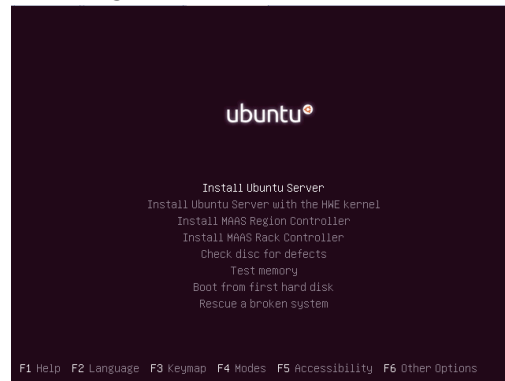 ubuntu
Install Ubuntu Server
Install Ubuntu Server with the HWE kernel
Install MAAS Region Controller
Install MAAS Rack Controller
Check disc for defects
Test memory
Boot from first hard disk
Rescue a broken system
F1 Help F2 Language F3 Keymap F4 Modes F5 Accessibility F6 Other Options